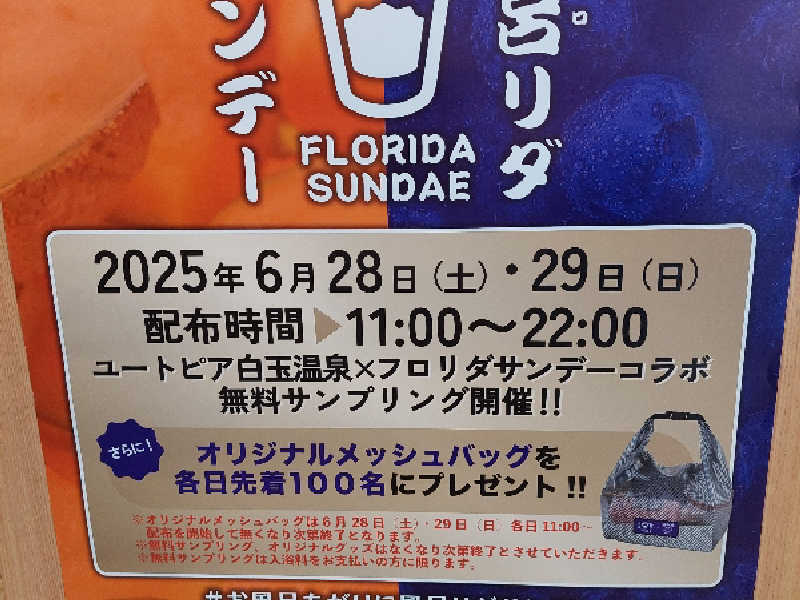 呂リダ
ロ
ンデー
FLORIDA
SUNDAE
2025年6月28日（土）・29日（日）
配布時間▶11:00～22:00
ユートピア白玉温泉×フロリダサンデーコラボ
無料サンプリング開催!!
さらに!
オリジナルメッシュバッグを
各日先着100名にプレゼント!!
※オリジナルメッシュバッグは6月28日（土）・29日（日）各日11:00~
配布を開始して無くなり次第終了となります。
※無料サンプリング、オリジナルグッズはなくなり次第終了とさせていただきます。
※無料サンプリングは入浴料をお支払いの方に限ります。